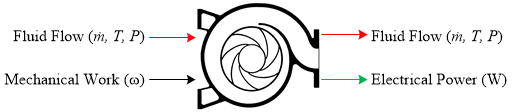 Fluid Flow (ṁ, T, P)
Fluid Flow (ṁ, T, P)
Mechanical Work (ω)
Electrical Power (W)